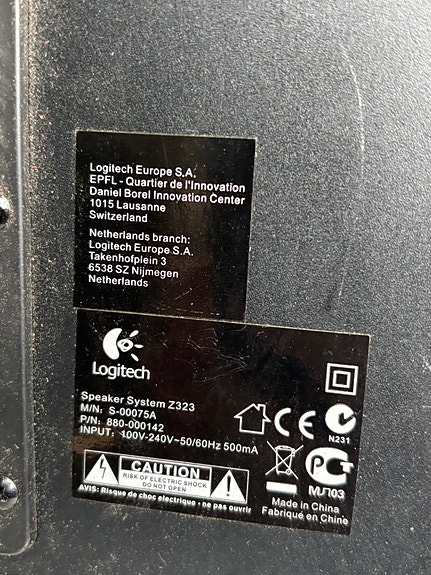 Logitech Europe S.A.
EPFL - Quartier de l'Innovation
Daniel Borel Innovation Center
1015 Lausanne
Switzerland
Netherlands branch:
Logitech Europe S.A.
Takenhofplein 3
6538 SZ Nijmegen
Netherlands
Logitech
Speaker System Z323
M/N: S-00075A
P/N: 880-000142
INPUT: 100V-240V~50/60Hz 500mA
CE
N231
CAUTION
RISK OF ELECTRIC SHOCK
DO NOT OPEN
AVIS: Risque de choc electrique - ne pas ouvrir
МЛ03
Made in China
Fabriqué en Chine